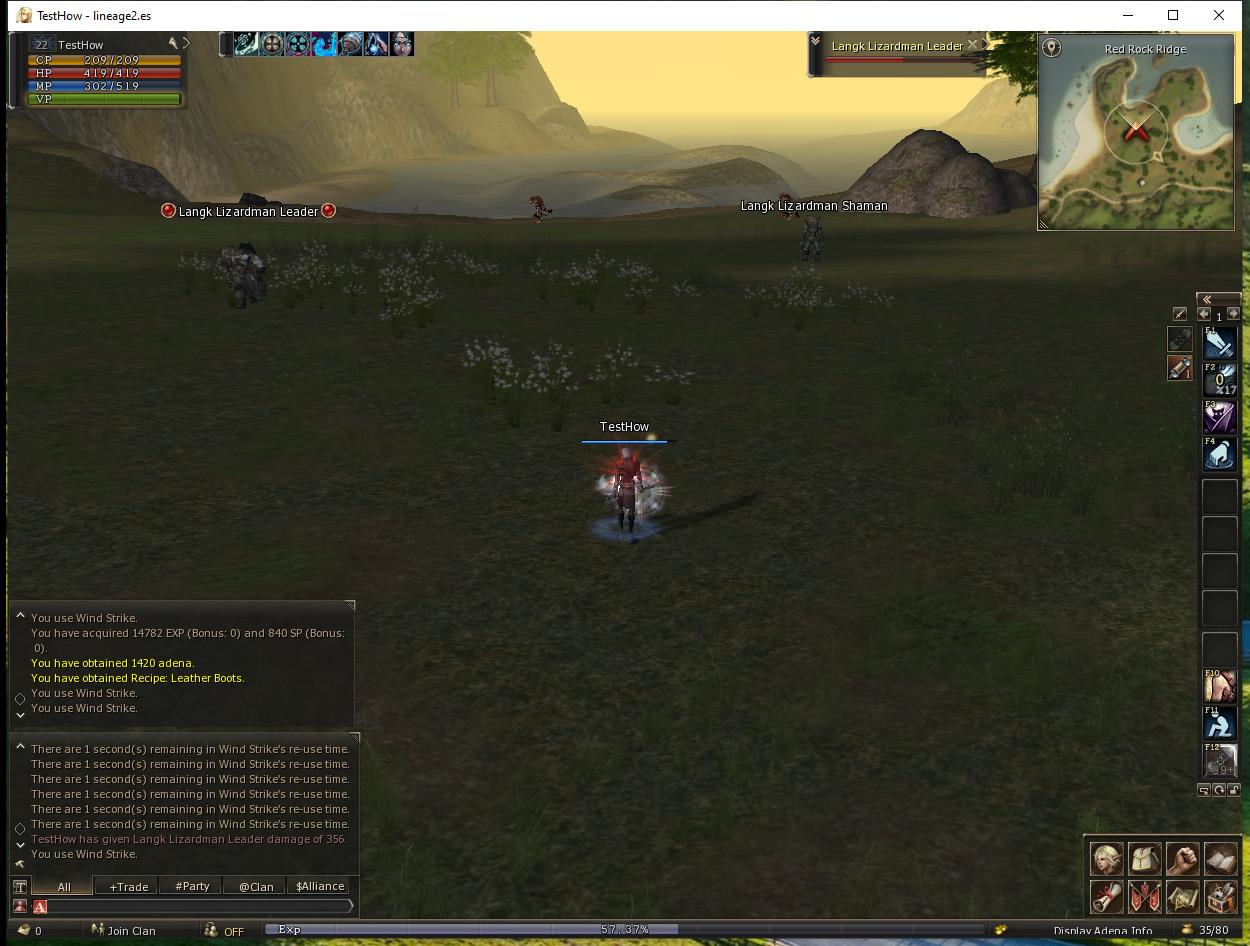 TestHow - lineage2.es
22 TestHow
CP 209/209
HP 419/419
MP 302/519
VP
Langk Lizardman Leader
Red Rock Ridge
Langk Lizardman Leader
Langk Lizardman Shaman
1
F1
F2
0
x17
F3
F4
1
TestHow
F10
F11
F12
99+
You use Wind Strike.
You have acquired 14782 EXP (Bonus: 0) and 840 SP (Bonus:
0).
You have obtained 1420 adena.
You have obtained Recipe: Leather Boots.
You use Wind Strike.
You use Wind Strike.
There are 1 second(s) remaining in Wind Strike's re-use time.
There are 1 second(s) remaining in Wind Strike's re-use time.
There are 1 second(s) remaining in Wind Strike's re-use time.
There are 1 second(s) remaining in Wind Strike's re-use time.
There are 1 second(s) remaining in Wind Strike's re-use time.
There are 1 second(s) remaining in Wind Strike's re-use time.
TestHow has given Langk Lizardman Leader damage of 356.
You use Wind Strike.
T All +Trade #Party @Clan $Alliance
A
0 Join Clan OFF Exp 57.37% Display Adena Info 35/80